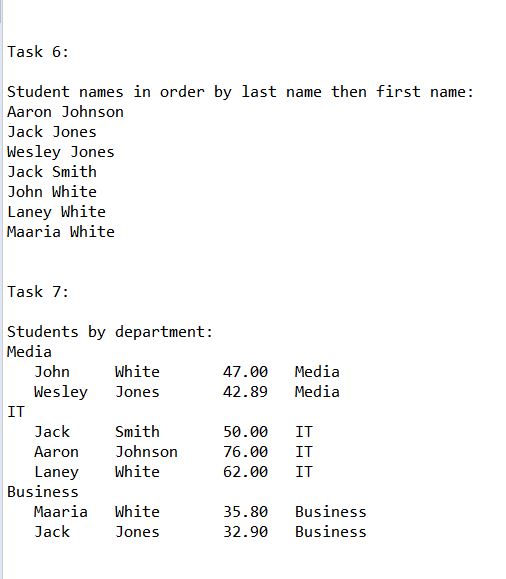 Task 6:
Student names in order by last name then first name:
Aaron Johnson
Jack Jones
Wesley Jones
Jack Smith
John White
Laney White
Maaria White
Task 7:
Students by department:
Media
   John     White       47.00   Media
   Wesley   Jones       42.89   Media
IT
   Jack     Smith       50.00   IT
   Aaron    Johnson     76.00   IT
   Laney    White       62.00   IT
Business
   Maaria   White       35.80   Business
   Jack     Jones       32.90   Business